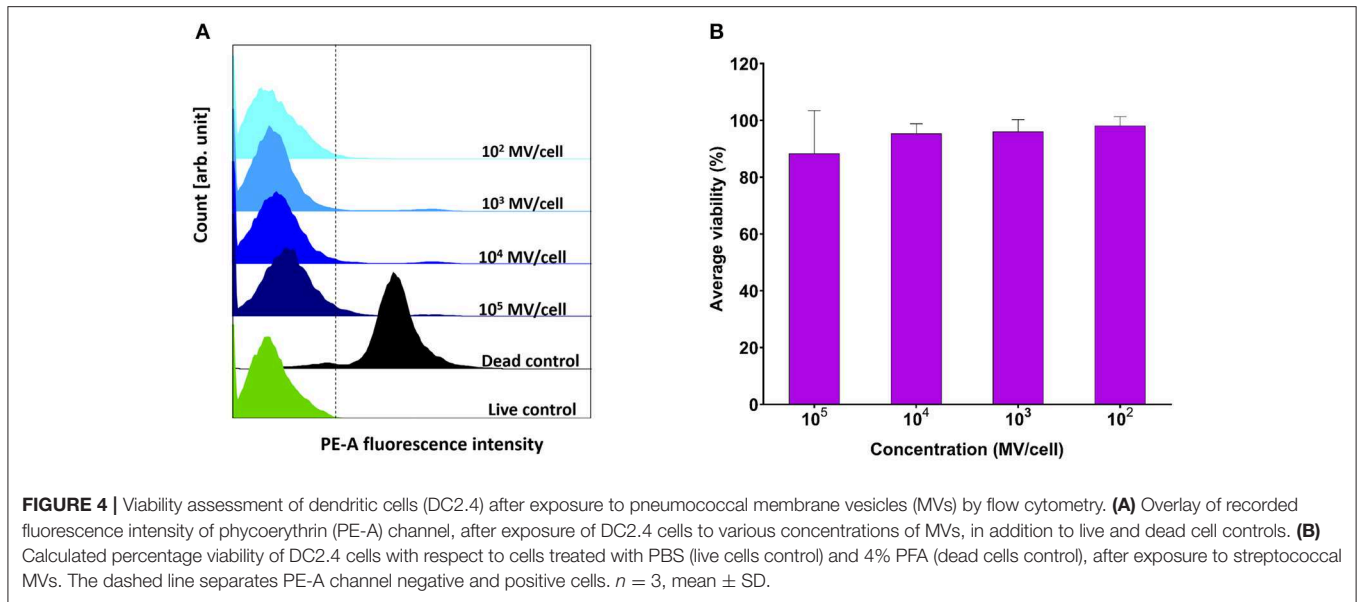 A
Count [arb. unit]
10² MV/cell
10³ MV/cell
10⁴ MV/cell
10⁵ MV/cell
Dead control
Live control
PE-A fluorescence intensity
B
Average viability (%)
120
100
80
60
40
20
0
10⁵ 10⁴ 10³ 10²
Concentration (MV/cell)
FIGURE 4 | Viability assessment of dendritic cells (DC2.4) after exposure to pneumococcal membrane vesicles (MVs) by flow cytometry. (A) Overlay of recorded
fluorescence intensity of phycoerythrin (PE-A) channel, after exposure of DC2.4 cells to various concentrations of MVs, in addition to live and dead cell controls. (B)
Calculated percentage viability of DC2.4 cells with respect to cells treated with PBS (live cells control) and 4% PFA (dead cells control), after exposure to streptococcal
MVs. The dashed line separates PE-A channel negative and positive cells. n = 3, mean ± SD.